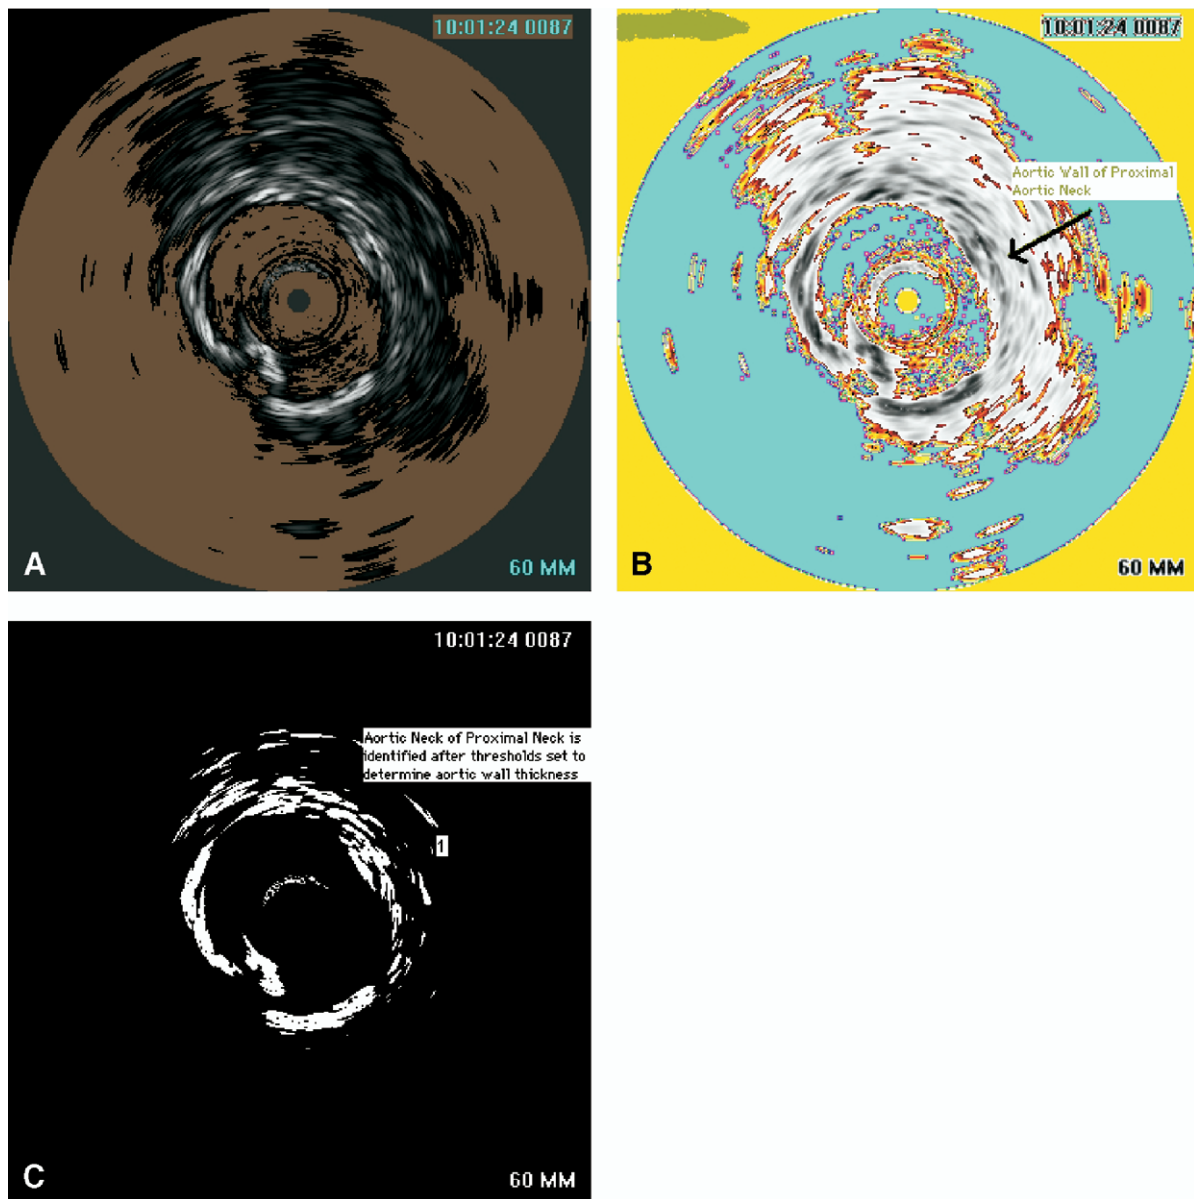 10:01:24 0087
A
60 MM
10:01:24 0087
Aortic Wall of Proximal
Aortic Neck
B
60 MM
10:01:24 0087
Aortic Neck of Proximal Neck is
identified after thresholds set to
determine aortic wall thickness
1
C
60 MM